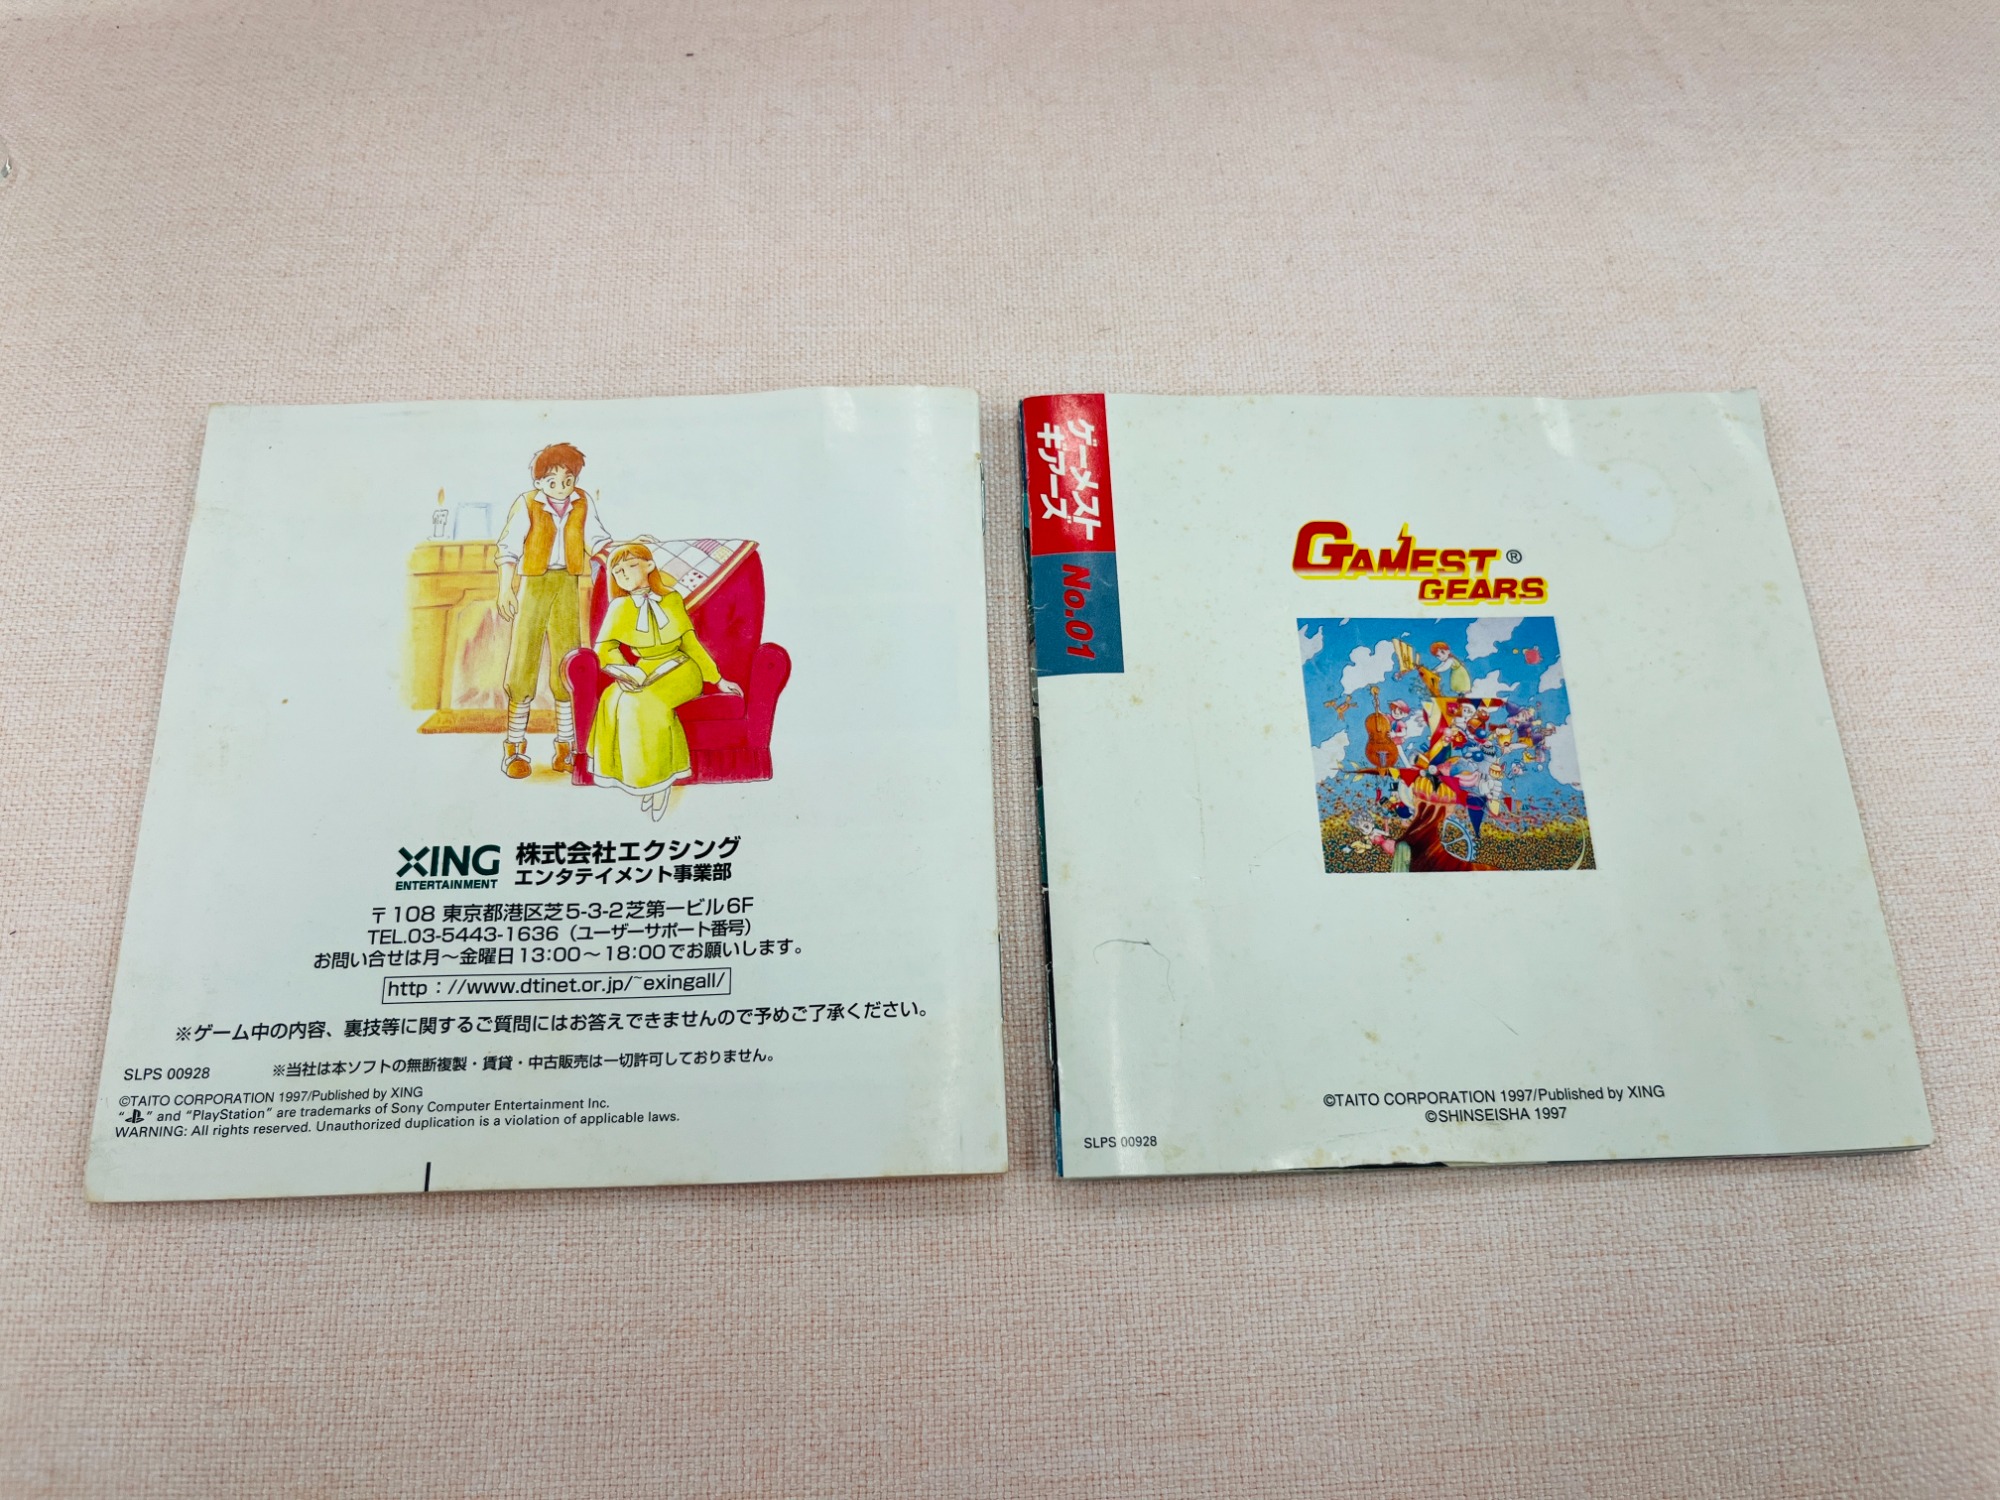 XING
ENTERTAINMENT
株式会社エクシング
エンタテイメント事業部
〒108 東京都港区芝5-3-2芝第一ビル6F
TEL.03-5443-1636（ユーザーサポート番号）
お問い合せは月～金曜日13:00～18:00でお願いします。
http：//www.dtinet.or.jp/~exingall/
※ゲーム中の内容、裏技等に関するご質問にはお答えできませんので予めご了承ください。
SLPS 00928
※当社は本ソフトの無断複製・賃貸・中古販売は一切許可しておりません。
©TAITO CORPORATION 1997/Published by XING
“ ” and “PlayStation” are trademarks of Sony Computer Entertainment Inc.
WARNING: All rights reserved. Unauthorized duplication is a violation of applicable laws.
ゲーメスト
ギアーズ
No.01
GAMEST ®
GEARS
©TAITO CORPORATION 1997/Published by XING
©SHINSEISHA 1997
SLPS 00928